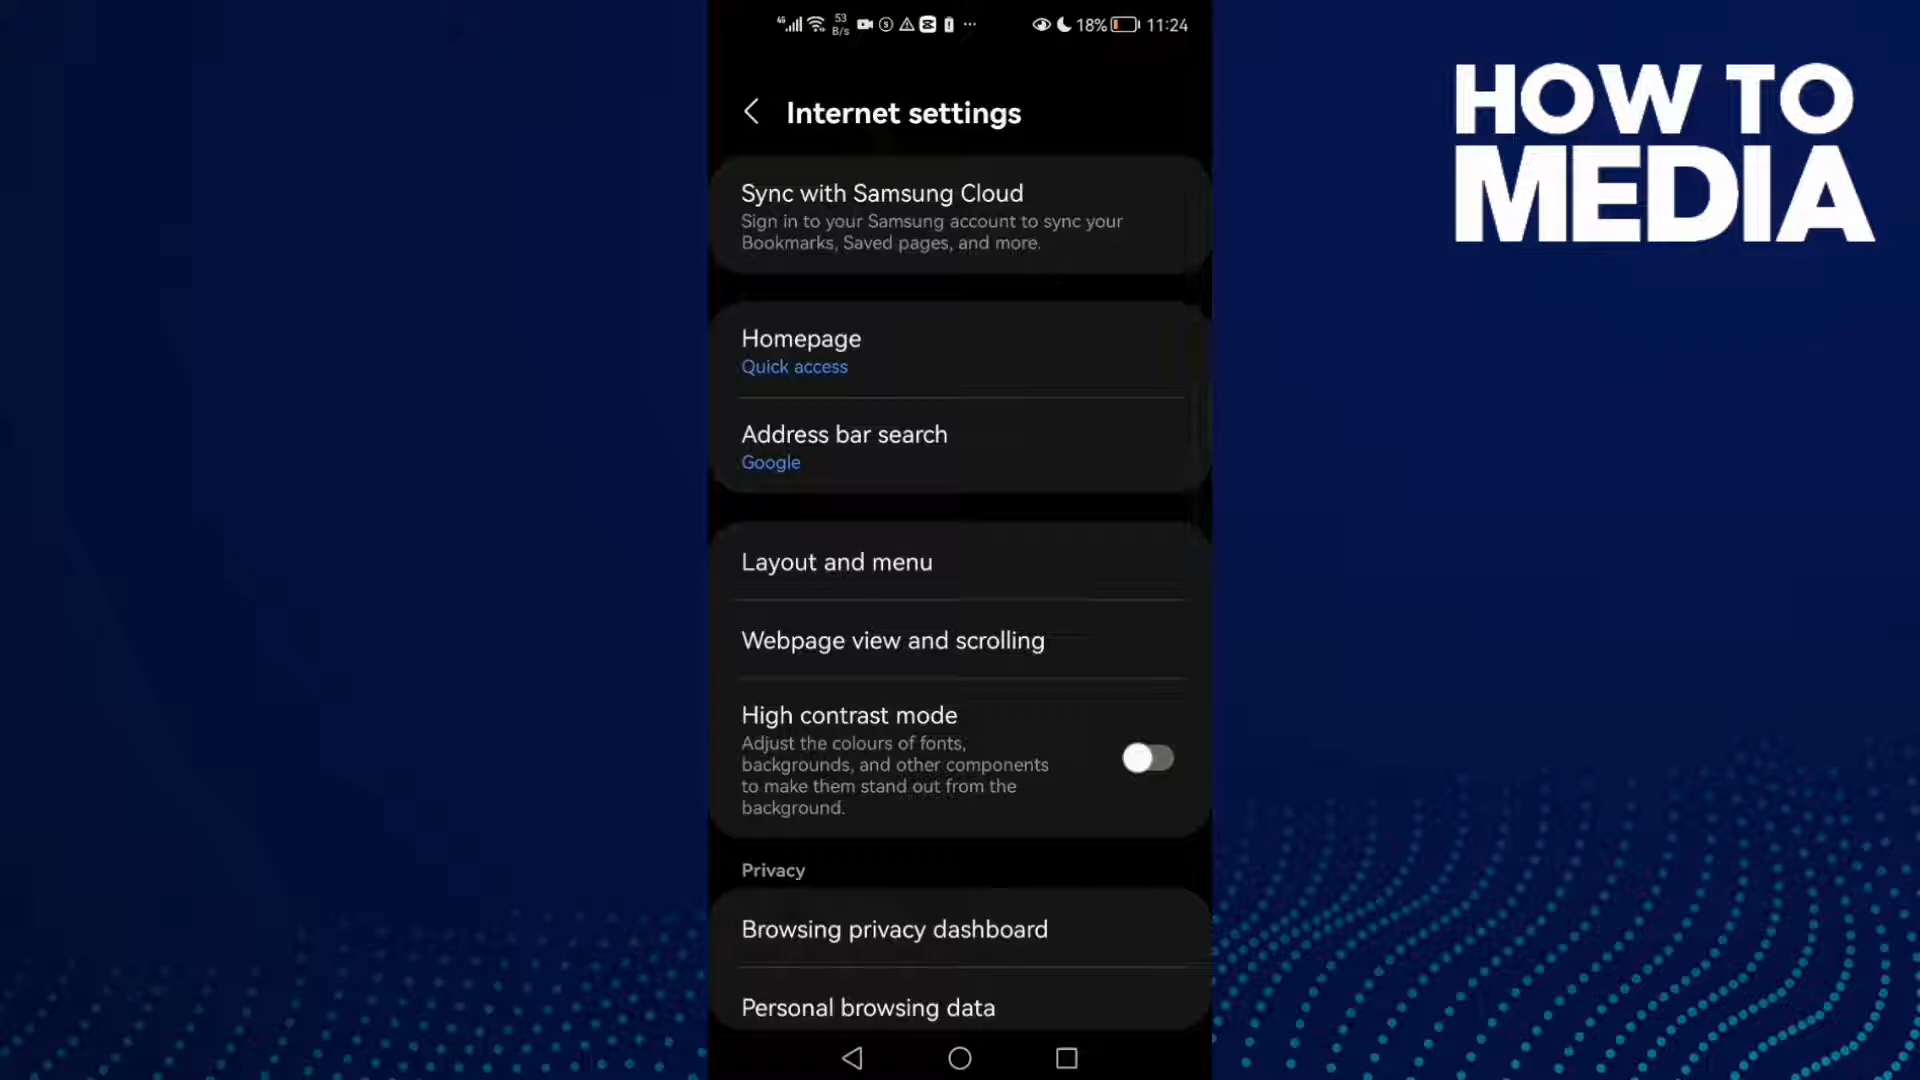 4G 53 B/s 18% 11:24
HOW TO
MEDIA
Internet settings
Sync with Samsung Cloud
Sign in to your Samsung account to sync your
Bookmarks, Saved pages, and more.
Homepage
Quick access
Address bar search
Google
Layout and menu
Webpage view and scrolling
High contrast mode
Adjust the colours of fonts,
backgrounds, and other components
to make them stand out from the
background.
Privacy
Browsing privacy dashboard
Personal browsing data